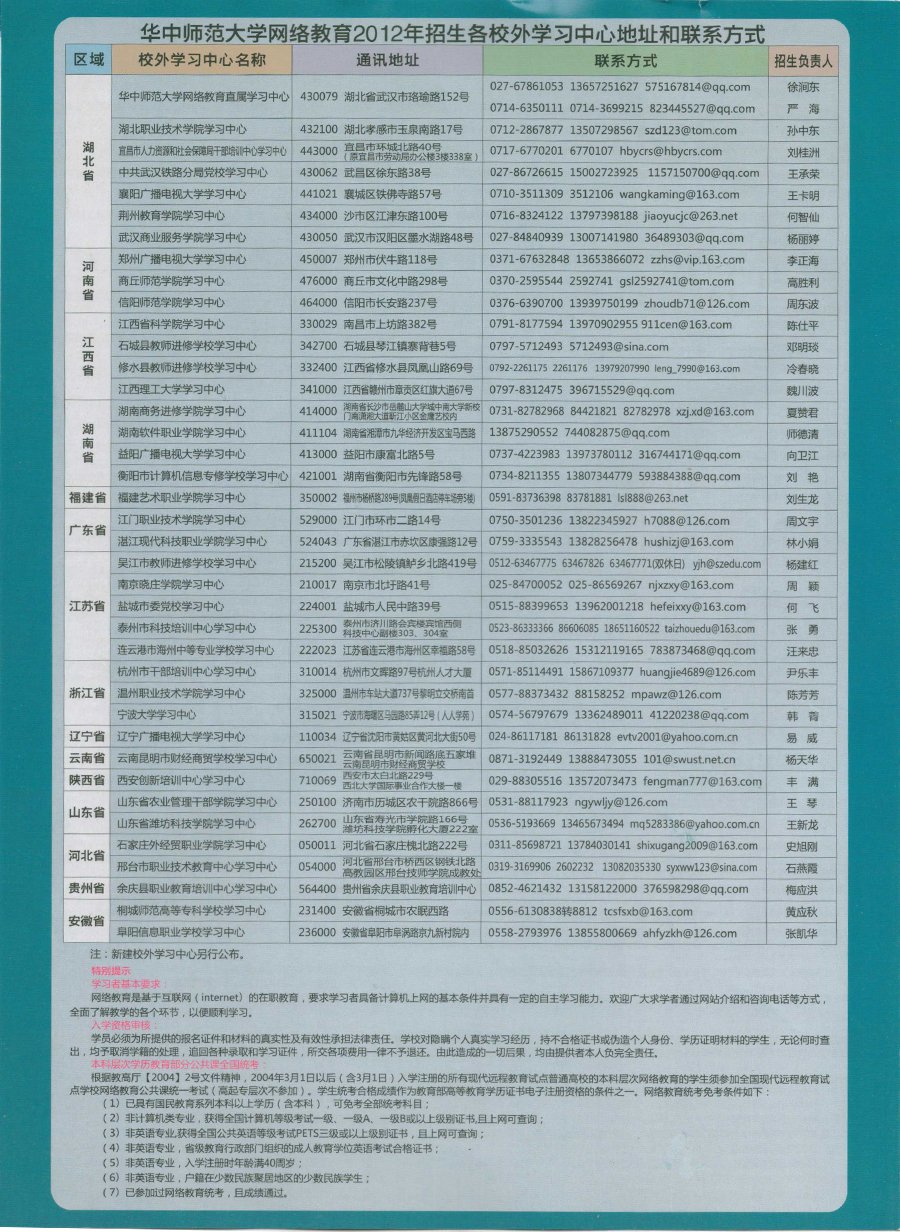 华中师范大学网络教育2012年招生各校外学习中心地址和联系方式
区域 校外学习中心名称 通讯地址 联系方式 招生负责人
湖北省
华中师范大学网络教育直属学习中心 430079 湖北省武汉市珞瑜路152号 027-67861053 13657251627 575167814@qq.com 徐润东
0714-6350111 0714-3699215 823445527@qq.com 严 海
湖北职业技术学院学习中心 432100 湖北孝感市玉泉南路17号 0712-2867877 13507298567 szd123@tom.com 孙中东
宜昌市人力资源和社会保障局干部培训中心学习中心 443000 宜昌市环城北路40号 0717-6770201 6770107 hbycrs@hbycrs.com 刘桂洲
(原宜昌市劳动局办公楼3楼338室)
中共武汉铁路分局党校学习中心 430062 武昌区徐东路38号 027-86726615 15002723925 1157150700@qq.com 王承荣
襄阳广播电视大学学习中心 441021 襄城区铁佛寺路57号 0710-3511309 3512106 wangkaming@163.com 王卡明
荆州教育学院学习中心 434000 沙市区江津东路100号 0716-8324122 13797398188 jiaoyucjc@263.net 何智仙
武汉商业服务学院学习中心 430050 武汉市汉阳区墨水湖路48号 027-84840939 13007141980 36489303@qq.com 杨丽婷
河南省
郑州广播电视大学学习中心 450007 郑州市伏牛路118号 0371-67632848 13653866072 zzhs@vip.163.com 李正海
商丘师范学院学习中心 476000 商丘市文化中路298号 0370-2595544 2592741 gsl2592741@tom.com 高胜利
信阳师范学院学习中心 464000 信阳市长安路237号 0376-6390700 13939750199 zhoudb71@126.com 周东波
江西省
江西省科学院学习中心 330029 南昌市上坊路382号 0791-8177594 13970902955 911cen@163.com 陈仕平
石城县教师进修学校学习中心 342700 石城县琴江镇寨背巷5号 0797-5712493 5712493@sina.com 邓明琰
修水县教师进修学校学习中心 332400 江西省修水县凤凰山路69号 0792-2261175 2261176 13979207990 leng_7990@163.com 冷春晓
江西理工大学学习中心 341000 江西省赣州市章贡区红旗大道67号 0797-8312475 396715529@qq.com 魏川波
湖南省
湖南商务进修学院学习中心 414000 湖南省长沙市岳麓山大学城中南大学新校 0731-82782968 84421821 82782978 xzj.xd@163.com 夏赞君
门南潇湘大道靳江小区金鹰艺校内
湖南软件职业学院学习中心 411104 湖南省湘潭市九华经济开发区宝马西路 13875290552 744082875@qq.com 师德清
益阳广播电视大学学习中心 413000 益阳市康富北路5号 0737-4223983 13973780112 316744171@qq.com 向卫江
衡阳市计算机信息专修学校学习中心 421001 湖南省衡阳市先锋路58号 0734-8211355 13807344779 593884388@qq.com 刘 艳
福建省 福建艺术职业学院学习中心 350002 福州市杨桥路289号(凤凰假日酒店停车场旁5楼) 0591-83736398 83781881 lsl888@263.net 刘生龙
广东省
江门职业技术学院学习中心 529000 江门市环市二路14号 0750-3501236 13822345927 h7088@126.com 周文宇
湛江现代科技职业学院学习中心 524043 广东省湛江市赤坎区康强路12号 0759-3335543 13828256478 hushizj@163.com 林小娟
江苏省
吴江市教师进修学院学习中心 215200 吴江市松陵镇鲈乡北路419号 0512-63467775 63467826 63467771(双休日) yjh@szedu.com 杨建红
南京晓庄学院学习中心 210017 南京市北圩路41号 025-84700052 025-86569267 njxzxy@163.com 周 颖
盐城市委党校学习中心 224001 盐城市人民中路39号 0515-88399653 13962001218 hefeixxy@163.com 何 飞
泰州市科技培训中心学习中心 225300 泰州市济川路会宾楼宾馆西侧 0523-86333366 86606085 18651160522 taizhouedu@163.com 张 勇
科技中心副楼303、304室
连云港市海州中等专业学校学习中心 222023 江苏省连云港市海州区幸福路58号 0518-85032626 15312119165 783873468@qq.com 汪来忠
浙江省
杭州市干部培训中心学习中心 310014 杭州市文晖路97号杭州人才大厦 0571-85114491 15867109377 huangjie4689@126.com 尹乐丰
温州职业技术学院学习中心 325000 温州市车站大道737号黎明立交桥南首 0577-88373432 88158252 mpawz@126.com 陈芳芳
宁波大学学习中心 315021 宁波市海曙区马园路85弄12号(人人学苑) 0574-56797679 13362489011 41220238@qq.com 韩 霄
辽宁省 辽宁广播电视大学学习中心 110034 辽宁省沈阳市黄姑区黄河北大街50号 024-86117181 86131828 evtv2001@yahoo.com.cn 易 威
云南省 云南昆明市财经商贸学校学习中心 650021 云南省昆明市新闻路底五家堆 0871-3192449 13888473055 101@swust.net.cn 杨天华
云南昆明市财经商贸学校
陕西省 西安创新培训中心学习中心 710069 西安市太白北路229号 029-88305516 13572073473 fengman777@163.com 丰 满
西北大学国际事业合作大楼一楼
山东省
山东省农业管理干部学院学习中心 250100 济南市历城区农干院路866号 0531-88117923 ngywljy@126.com 王 琴
山东省潍坊科技学院学习中心 262700 山东省寿光市学院路166号 0536-5193669 13465673494 mq5283386@yahoo.com.cn 王新龙
潍坊科技学院孵化大厦222室
河北省
石家庄外经贸职业学院学习中心 050011 河北省石家庄槐北路222号 0311-85698721 13784030141 shixugang2009@163.com 史旭刚
邢台市职业技术教育中心学习中心 054000 河北省邢台市桥西区钢铁北路 0319-3169906 2602232 13082035330 syxww123@sina.com 石燕霞
高教园区邢台技师学院成教处
贵州省 余庆县职业教育培训中心学习中心 564400 贵州省余庆县职业教育培训中心 0852-4621432 13158122000 376598298@qq.com 梅应洪
安徽省
桐城师范高等专科学校学习中心 231400 安徽省桐城市农眠西路 0556-6130838转8812 tcsfsxb@163.com 黄应秋
阜阳信息职业学校学习中心 236000 安徽省阜阳市阜涡路京九新村院内 0558-2793976 13855800669 ahfyzkh@126.com 张凯华
注：新建校外学习中心另行公布。
特别提示
学习者基本要求：
网络教育是基于互联网（internet）的在职教育，要求学习者具备计算机上网的基本条件并具有一定的自主学习能力。欢迎广大求学者通过网站介绍和咨询电话等方式，
全面了解教学的各个环节，以便顺利学习。
入学资格审核：
学员必须为所提供的报名证件和材料的真实性及有效性承担法律责任。学校对隐瞒个人真实学习经历，持不合格证书或伪造个人身份、学历证明材料的学生，无论何时查
出，均予取消学籍的处理，追回各种录取和学习证件，所交各项费用一律不予退还。由此造成的一切后果，均由提供者本人负完全责任。
本科层次学历教育部分公共课全国统考：
根据教高厅【2004】2号文件精神，2004年3月1日以后（含3月1日）入学注册的所有现代远程教育试点普通高校的本科层次网络教育的学生须参加全国现代远程教育试
点学校网络教育公共课统一考试（高起专层次不参加）。学生统考合格成绩作为教育部高等教育学历证书电子注册资格的条件之一。网络教育统考免考条件如下：
（1）已具有国民教育系列本科以上学历（含本科），可免考全部统考科目；
（2）非计算机类专业，获得全国计算机等级考试一级、一级A、一级B或以上级别证书,且上网可查询；
（3）非英语专业,获得全国公共英语等级考试PETS三级或以上级别证书，且上网可查询；
（4）非英语专业，省级教育行政部门组织的成人教育学位英语考试合格证书；
（5）非英语专业，入学注册时年龄满40周岁；
（6）非英语专业，户籍在少数民族聚居地区的少数民族学生；
（7）已参加过网络教育统考，且成绩通过。